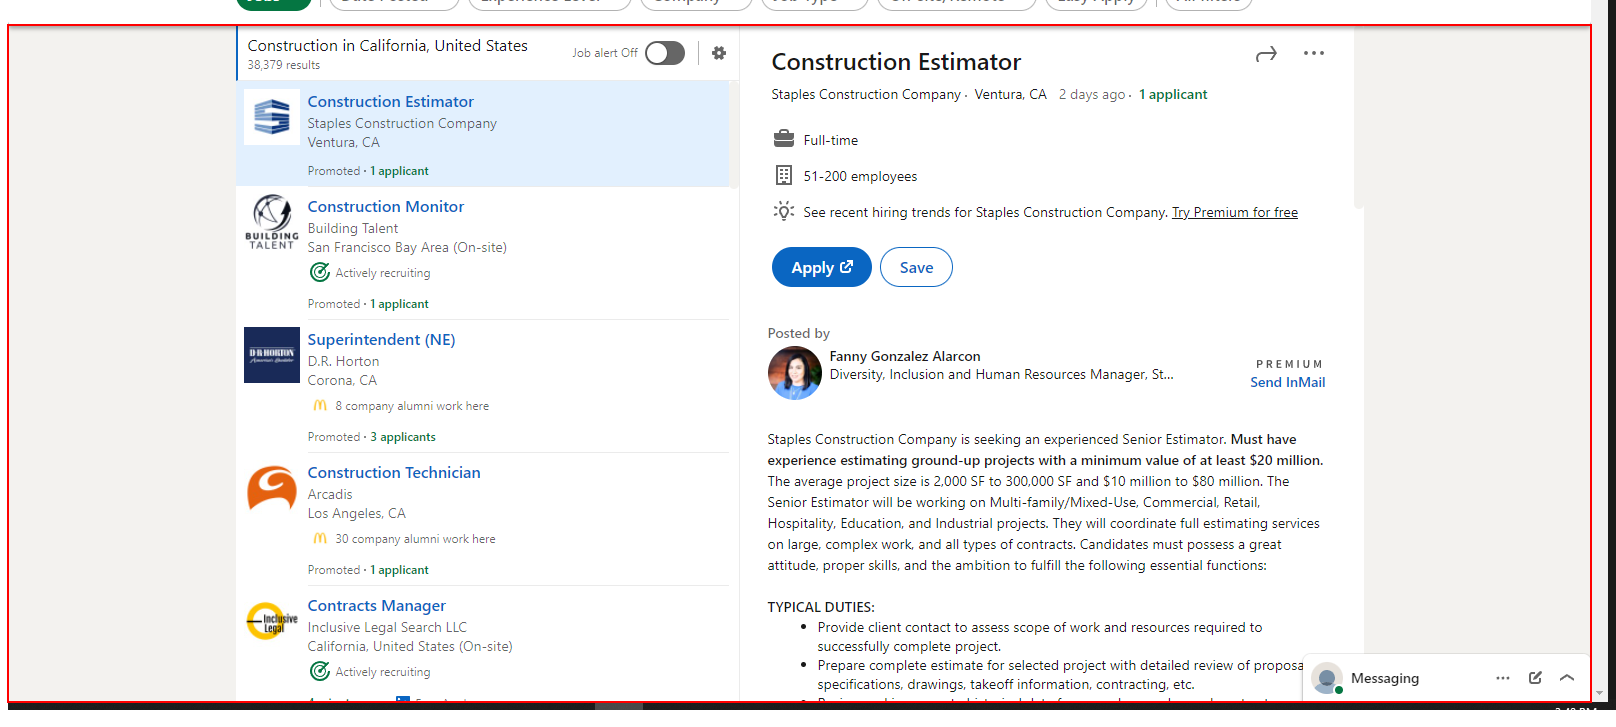 Construction in California, United States
38,379 results
Job alert Off
Construction Estimator
Staples Construction Company
Ventura, CA
Promoted · 1 applicant
BUILDING
TALENT
Construction Monitor
Building Talent
San Francisco Bay Area (On-site)
Actively recruiting
Promoted · 1 applicant
D·R·HORTON
Superintendent (NE)
D.R. Horton
Corona, CA
8 company alumni work here
Promoted · 3 applicants
Construction Technician
Arcadis
Los Angeles, CA
30 company alumni work here
Promoted · 1 applicant
Inclusive
Legal
Contracts Manager
Inclusive Legal Search LLC
California, United States (On-site)
Actively recruiting
Construction Estimator
Staples Construction Company · Ventura, CA 2 days ago · 1 applicant
Full-time
51-200 employees
See recent hiring trends for Staples Construction Company. Try Premium for free
Apply
Save
Posted by
Fanny Gonzalez Alarcon
Diversity, Inclusion and Human Resources Manager, St...
PREMIUM
Send InMail
Staples Construction Company is seeking an experienced Senior Estimator. Must have
experience estimating ground-up projects with a minimum value of at least $20 million.
The average project size is 2,000 SF to 300,000 SF and $10 million to $80 million. The
Senior Estimator will be working on Multi-family/Mixed-Use, Commercial, Retail,
Hospitality, Education, and Industrial projects. They will coordinate full estimating services
on large, complex work, and all types of contracts. Candidates must possess a great
attitude, proper skills, and the ambition to fulfill the following essential functions:
TYPICAL DUTIES:
• Provide client contact to assess scope of work and resources required to
successfully complete project.
• Prepare complete estimate for selected project with detailed review of proposa
specifications, drawings, takeoff information, contracting, etc.
Messaging